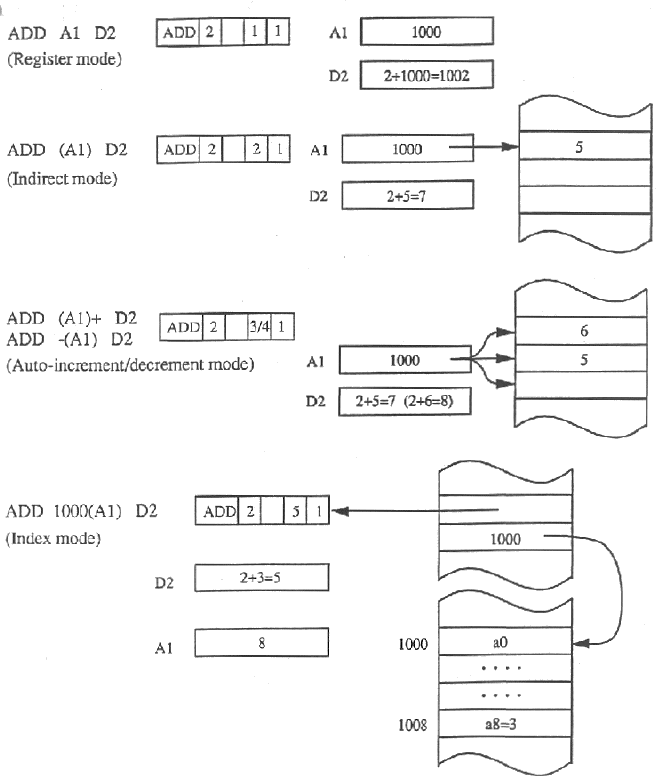 ADD A1 D2 ADD 2 1 1 A1 1000
(Register mode)
D2 2+1000=1002
ADD (A1) D2 ADD 2 2 1 A1 1000 5
(Indirect mode)
D2 2+5=7
ADD (A1)+ D2 ADD 2 3/4 1 6
ADD -(A1) D2
(Auto-increment/decrement mode) A1 1000 5
D2 2+5=7 (2+6=8)
ADD 1000(A1) D2 ADD 2 5 1
(Index mode) 1000
D2 2+3=5
A1 8 1000 a0
. . . .
. . . .
1008 a8=3